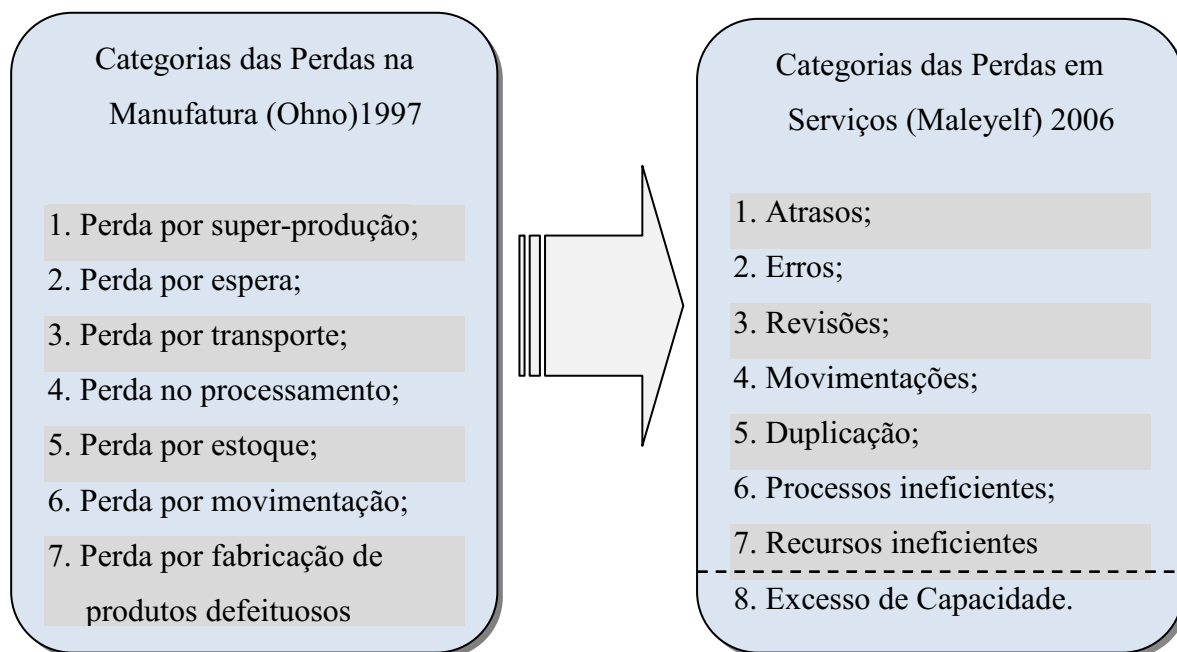 Categorias das Perdas na
Manufatura (Ohno)1997
1. Perda por super-produção;
2. Perda por espera;
3. Perda por transporte;
4. Perda no processamento;
5. Perda por estoque;
6. Perda por movimentação;
7. Perda por fabricação de
produtos defeituosos
Categorias das Perdas em
Serviços (Maleyelf) 2006
1. Atrasos;
2. Erros;
3. Revisões;
4. Movimentações;
5. Duplicação;
6. Processos ineficientes;
7. Recursos ineficientes
8. Excesso de Capacidade.